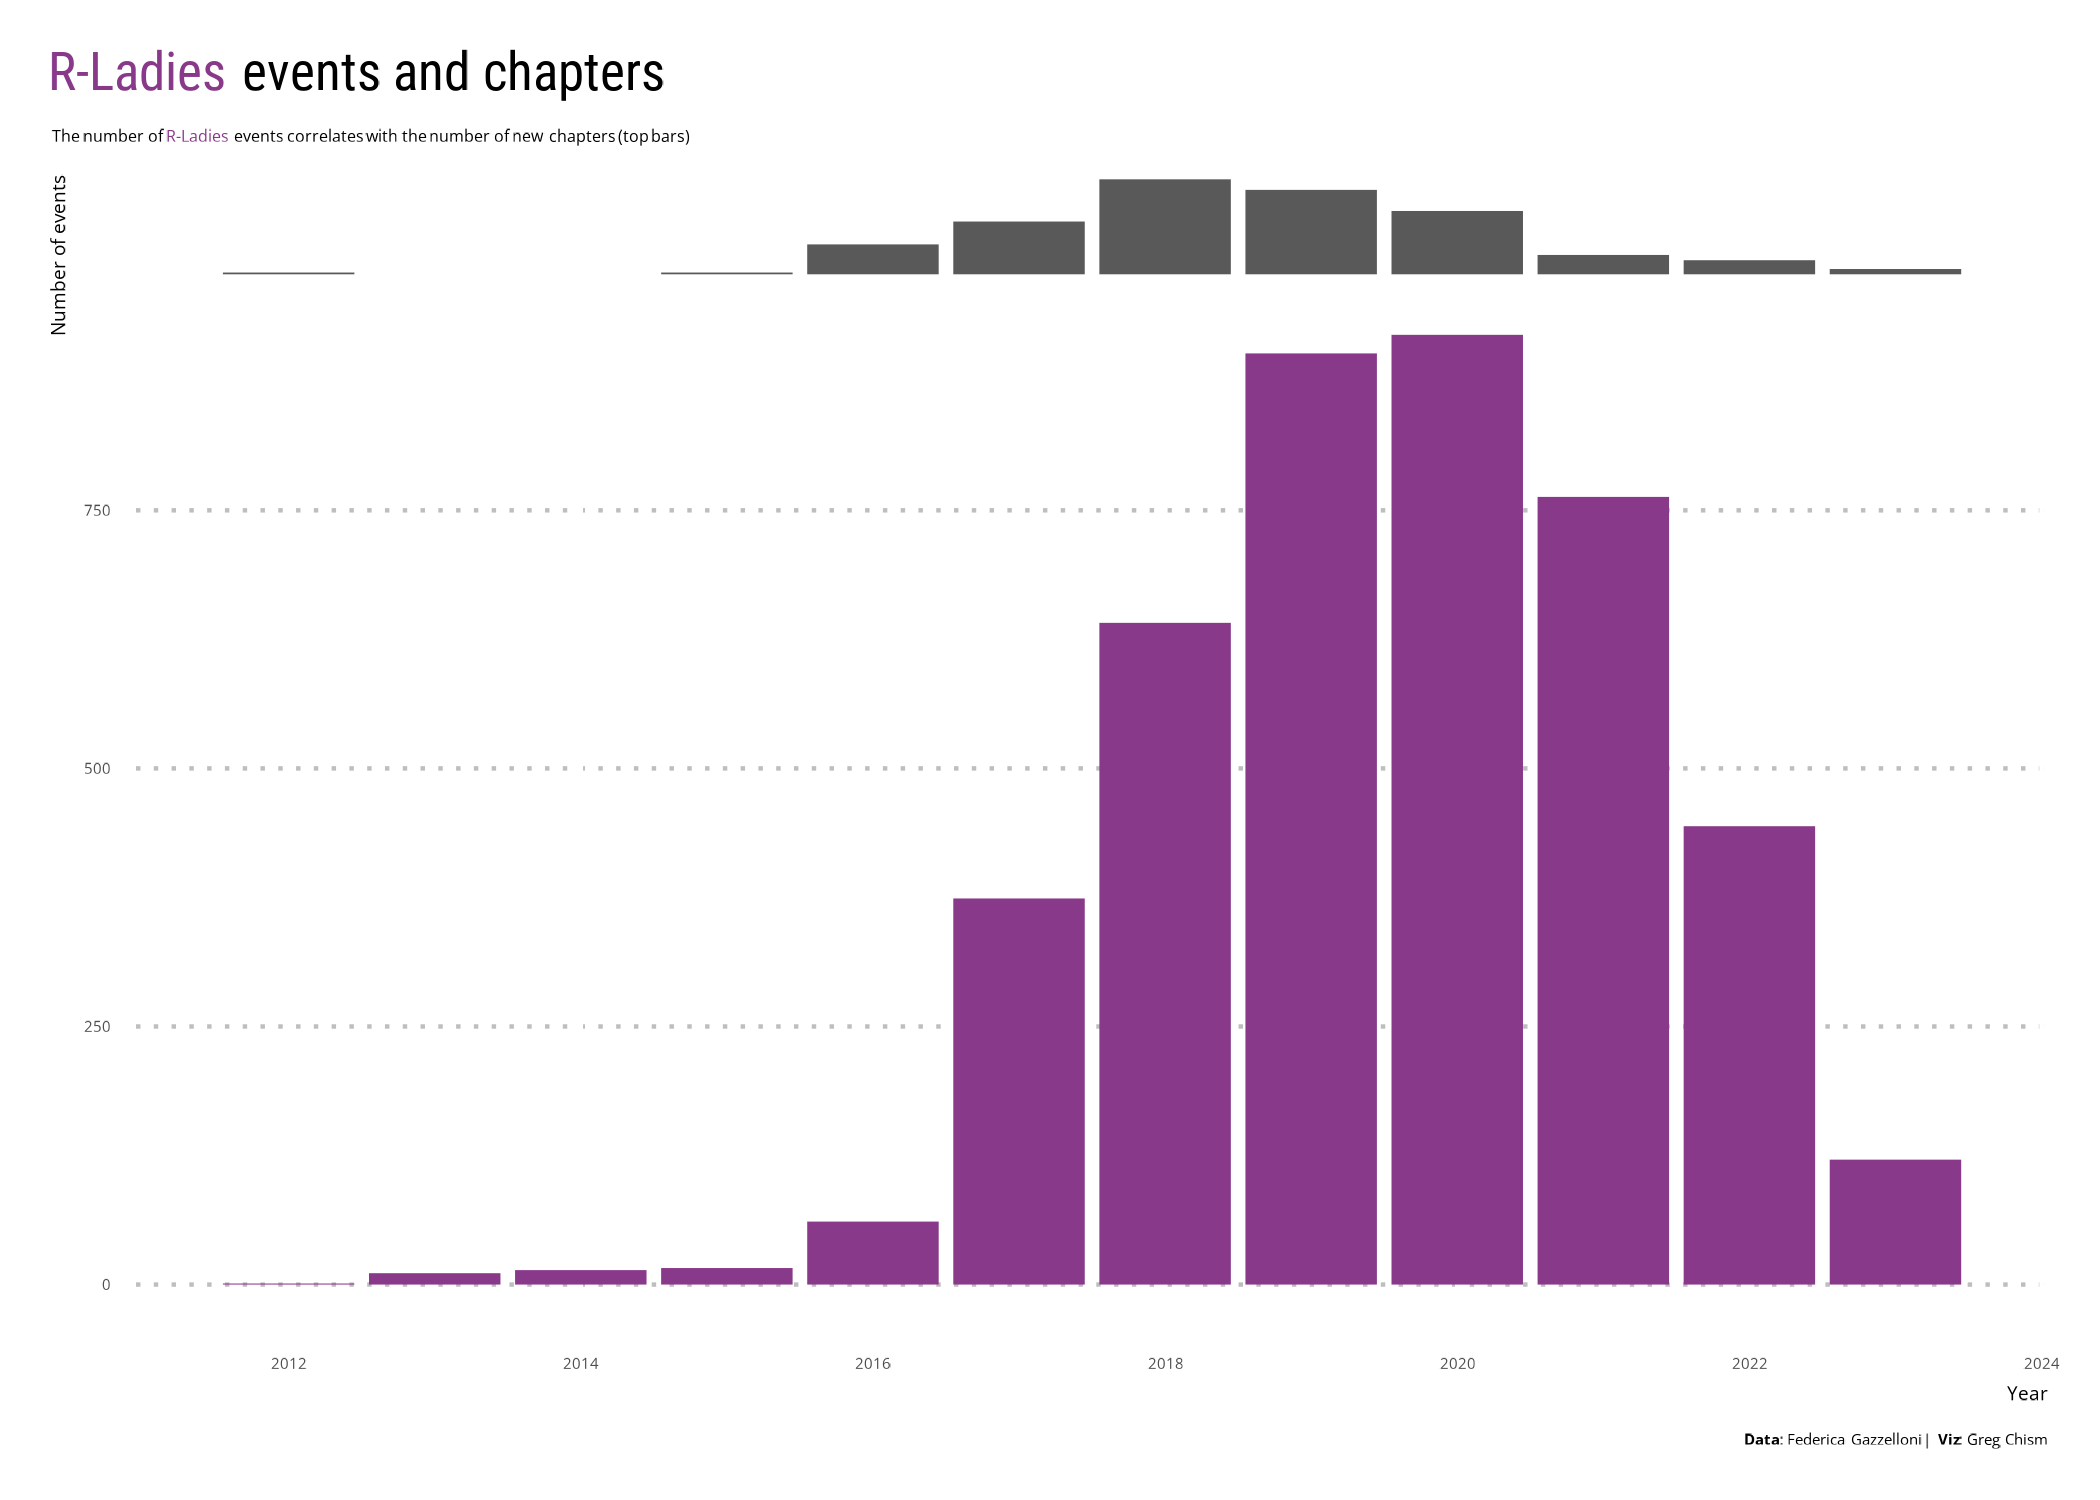 R-Ladies events and chapters
The number of R-Ladies events correlates with the number of new chapters (top bars)
Number of events
750
500
250
0
2012 2014 2016 2018 2020 2022 2024
Year
Data: Federica Gazzelloni | Viz: Greg Chism